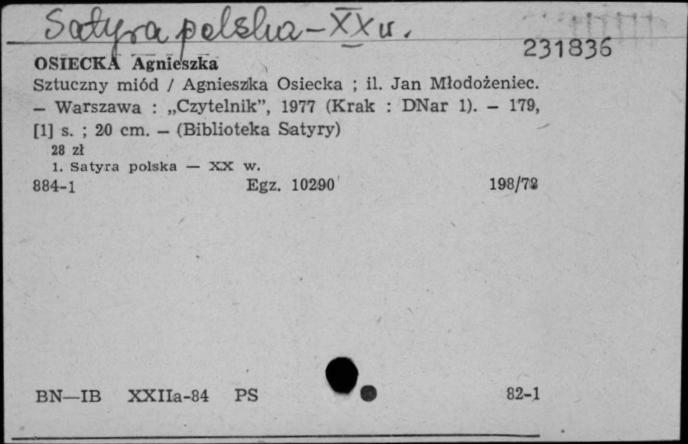 Satyra polska – XX w.
231836
OSIECKA Agnieszka
Sztuczny miód / Agnieszka Osiecka ; il. Jan Młodożeniec.
— Warszawa : „Czytelnik”, 1977 (Krak : DNar 1). — 179,
[1] s. ; 20 cm. — (Biblioteka Satyry)
28 zł
1. Satyra polska — XX w.
884-1 Egz. 10290 198/78
BN—IB XXIIa-84 PS 82-1